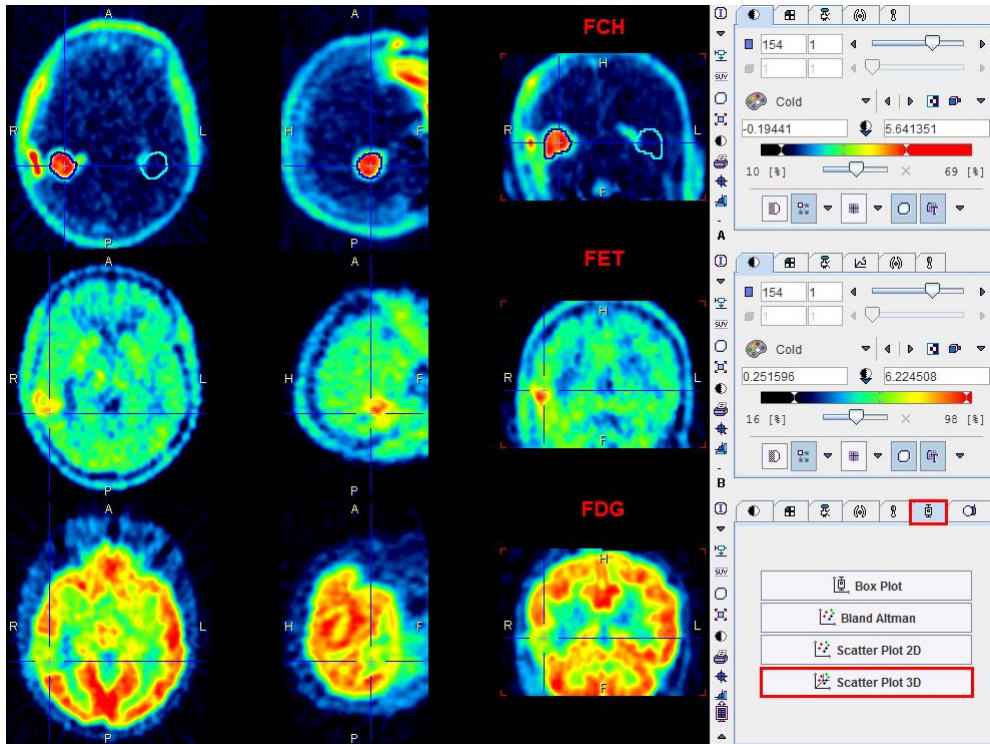 A
A
FCH
H
R
L
H
F
R
L
P
P
F
SUV
154
1
1
1
Cold
-0.19441
5.641351
10 [%]
69 [%]
A
A
A
FET
H
R
L
H
F
R
L
P
P
F
SUV
154
1
1
1
Cold
0.251596
6.224508
16 [%]
98 [%]
B
A
A
FDG
H
R
L
H
F
R
L
P
P
F
SUV
Box Plot
Bland Altman
Scatter Plot 2D
Scatter Plot 3D